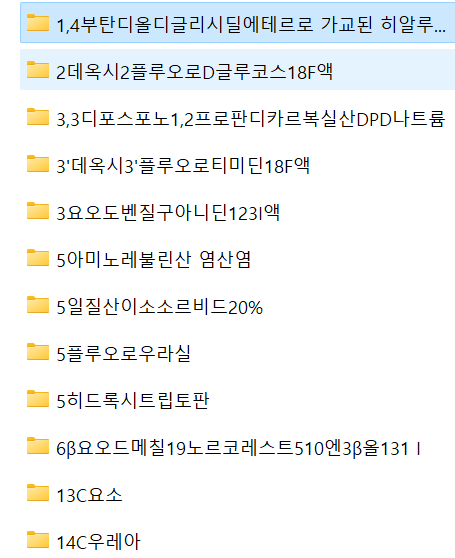 1,4부탄디올디글리시딜에테르로 가교된 히알루...
2데옥시2플루오로D글루코스18F액
3,3디포스포노1,2프로판디카르복실산DPD나트륨
3'데옥시3'플루오로티미딘18F액
3요오도벤질구아니딘123I액
5아미노레불린산 염산염
5일질산이소소르비드20%
5플루오로우라실
5히드록시트립토판
6β요오드메칠19노르코레스트510엔3β올131 I
13C요소
14C우레아